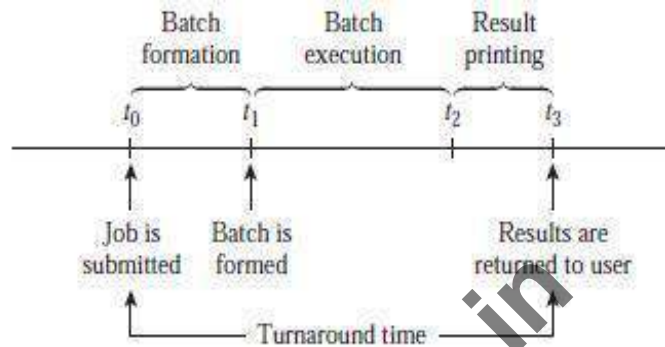 Batch
formation
Batch
execution
Result
printing
t0
t1
t2
t3
Job is
submitted
Batch is
formed
Results are
returned to user
Turnaround time
in